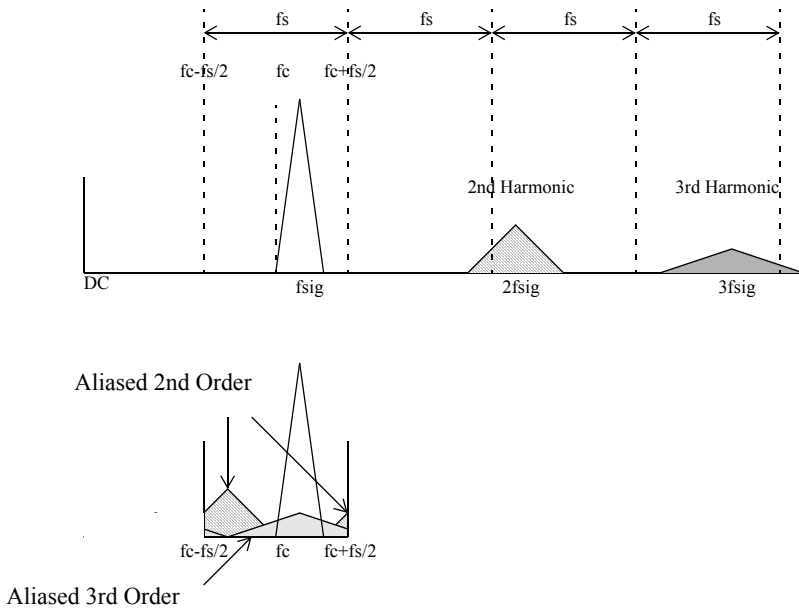 fs fs fs fs
fc-fs/2 fc fc+fs/2
2nd Harmonic 3rd Harmonic
DC fsig 2fsig 3fsig
Aliased 2nd Order
fc-fs/2 fc fc+fs/2
Aliased 3rd Order